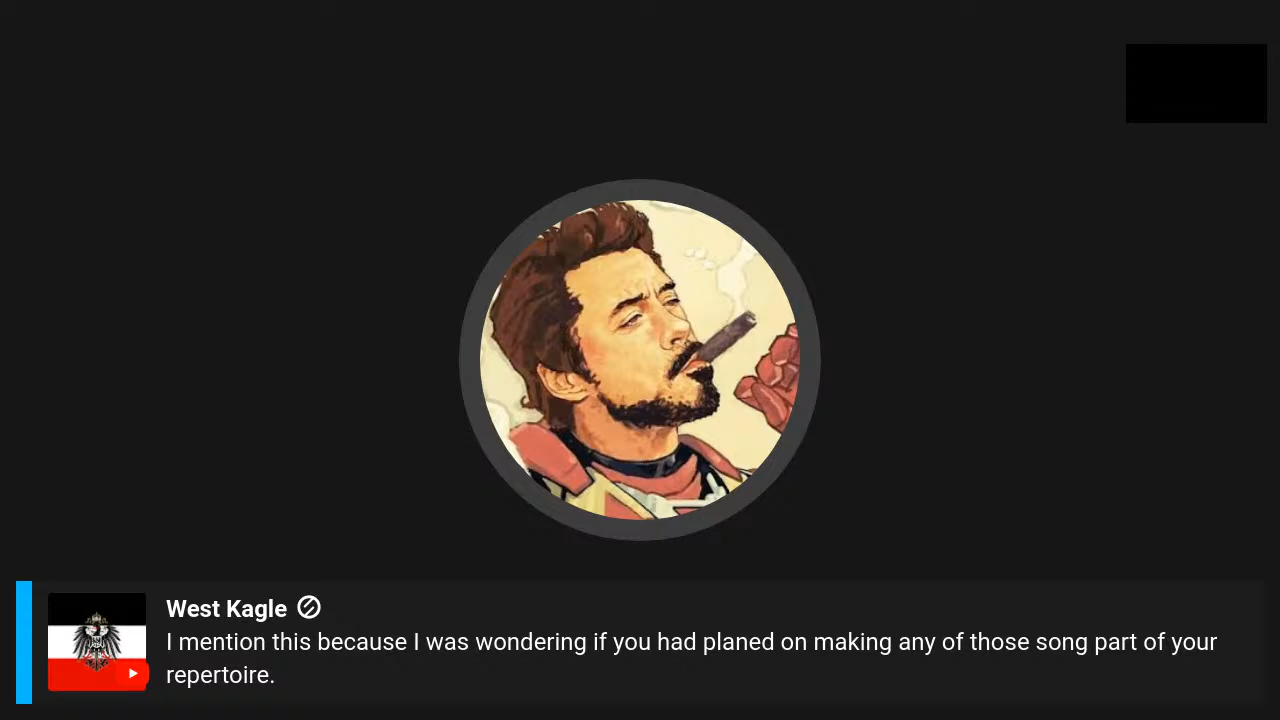 West Kagle
I mention this because I was wondering if you had planed on making any of those song part of your
repertoire.